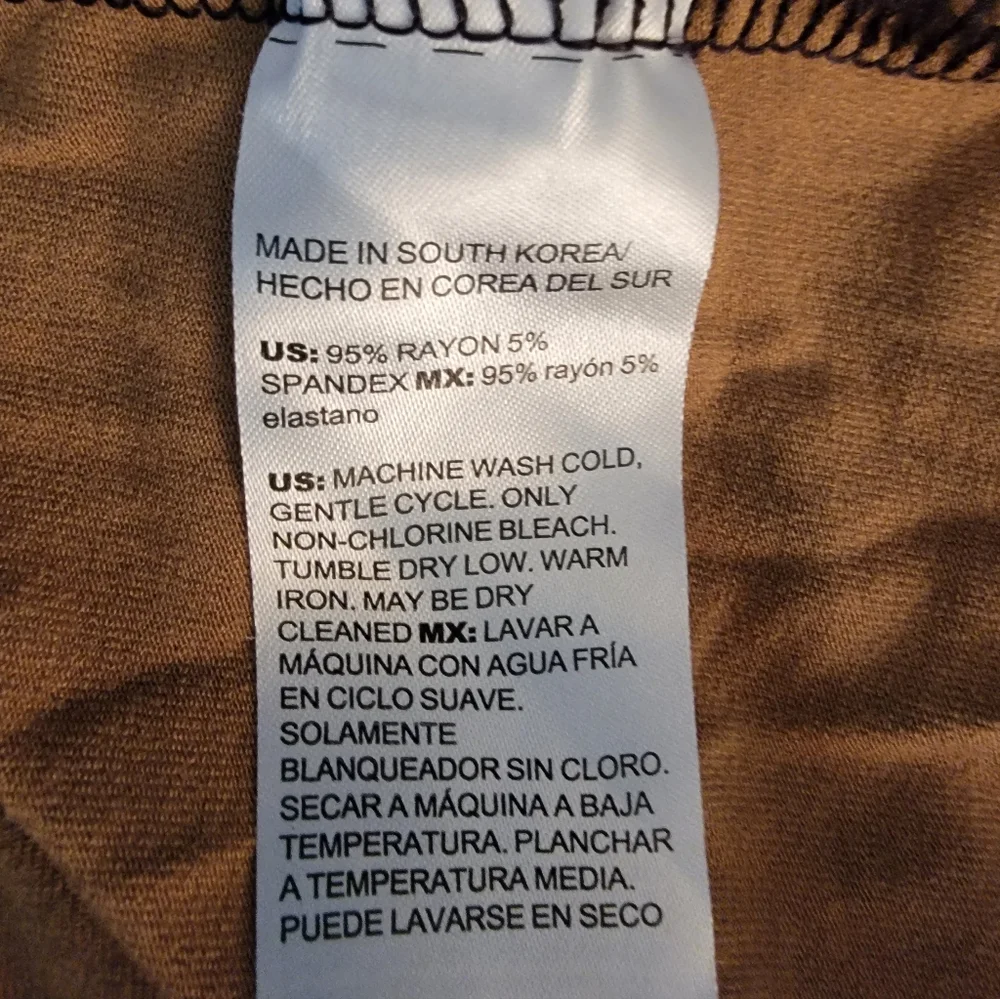 MADE IN SOUTH KOREA/
HECHO EN COREA DEL SUR
US: 95% RAYON 5%
SPANDEX MX: 95% rayón 5%
elastano
US: MACHINE WASH COLD,
GENTLE CYCLE. ONLY
NON-CHLORINE BLEACH.
TUMBLE DRY LOW. WARM
IRON. MAY BE DRY
CLEANED MX: LAVAR A
MÁQUINA CON AGUA FRÍA
EN CICLO SUAVE.
SOLAMENTE
BLANQUEADOR SIN CLORO.
SECAR A MÁQUINA A BAJA
TEMPERATURA. PLANCHAR
A TEMPERATURA MEDIA.
PUEDE LAVARSE EN SECO